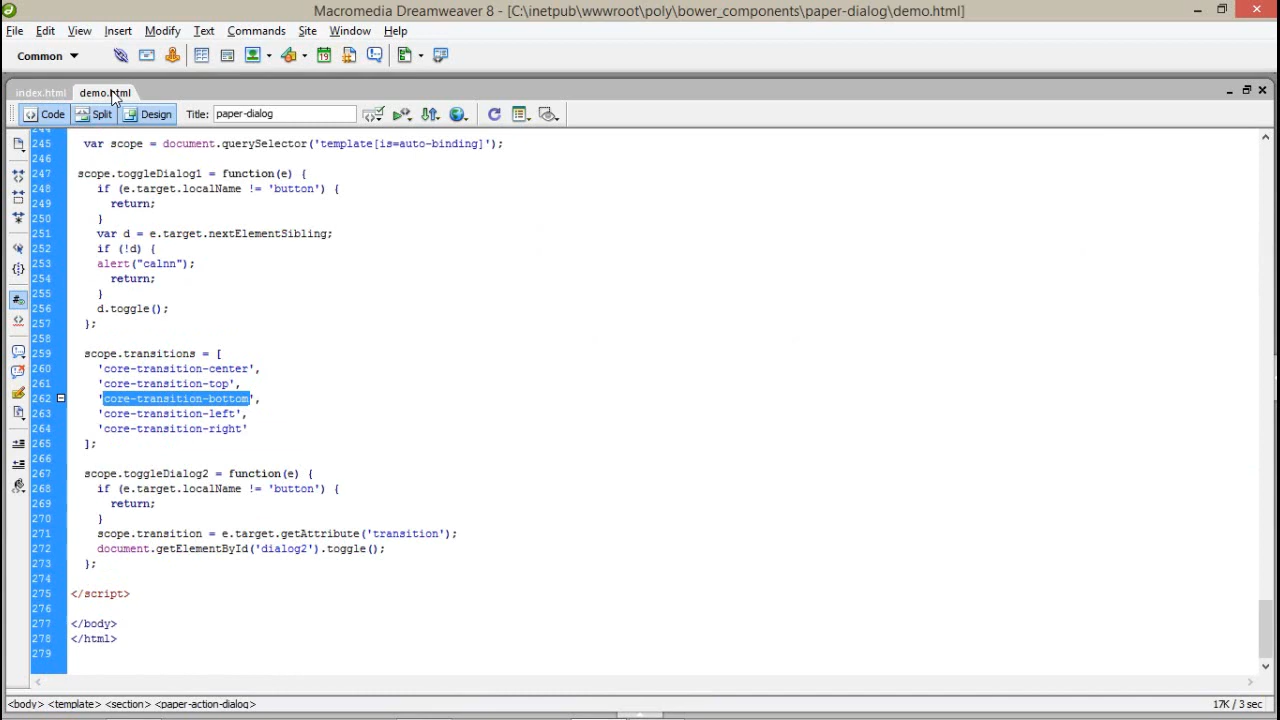 Macromedia Dreamweaver 8 - [C:\inetpub\wwwroot\poly\bower_components\paper-dialog\demo.html]
File Edit View Insert Modify Text Commands Site Window Help
Common
index.html demo.html
Code Split Design Title: paper-dialog
244
245 var scope = document.querySelector('template[is=auto-binding]');
246
247 scope.toggleDialog1 = function(e) {
248 if (e.target.localName != 'button') {
249 return;
250 }
251 var d = e.target.nextElementSibling;
252 if (!d) {
253 alert("calnn");
254 return;
255 }
256 d.toggle();
257 };
258
259 scope.transitions = [
260 'core-transition-center',
261 'core-transition-top',
262 'core-transition-bottom',
263 'core-transition-left',
264 'core-transition-right'
265 ];
266
267 scope.toggleDialog2 = function(e) {
268 if (e.target.localName != 'button') {
269 return;
270 }
271 scope.transition = e.target.getAttribute('transition');
272 document.getElementById('dialog2').toggle();
273 };
274
275 </script>
276
277 </body>
278 </html>
279
<body> <template> <section> <paper-action-dialog> 17K / 3 sec